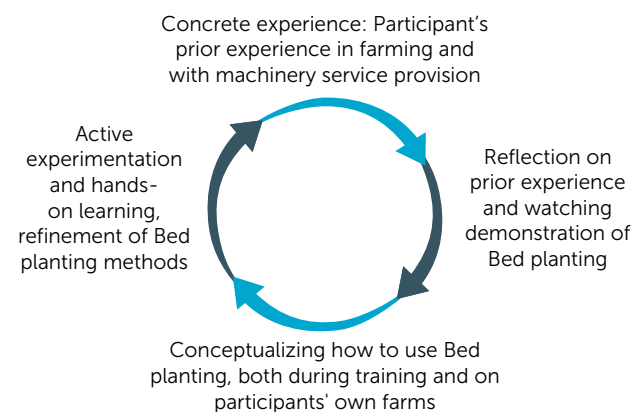 Concrete experience: Participant’s
prior experience in farming and
with machinery service provision
Reflection on
prior experience
and watching
demonstration of
Bed planting
Conceptualizing how to use Bed
planting, both during training and on
participants' own farms
Active
experimentation
and hands-
on learning,
refinement of Bed
planting methods